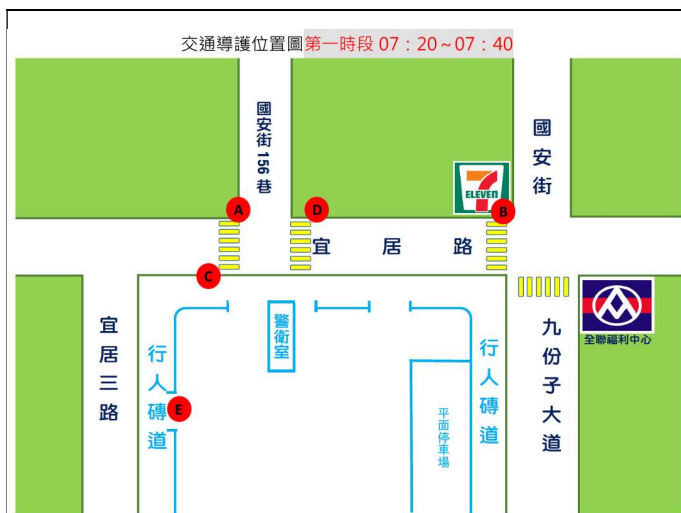 交通導護位置圖第一時段 07：20～07：40
國安街156巷
國安街
7
ELEVEn
A
D
B
宜居路
C
全聯福利中心
宜居三路
行人磚道
警衛室
行人磚道
九份子大道
E
平面停車場